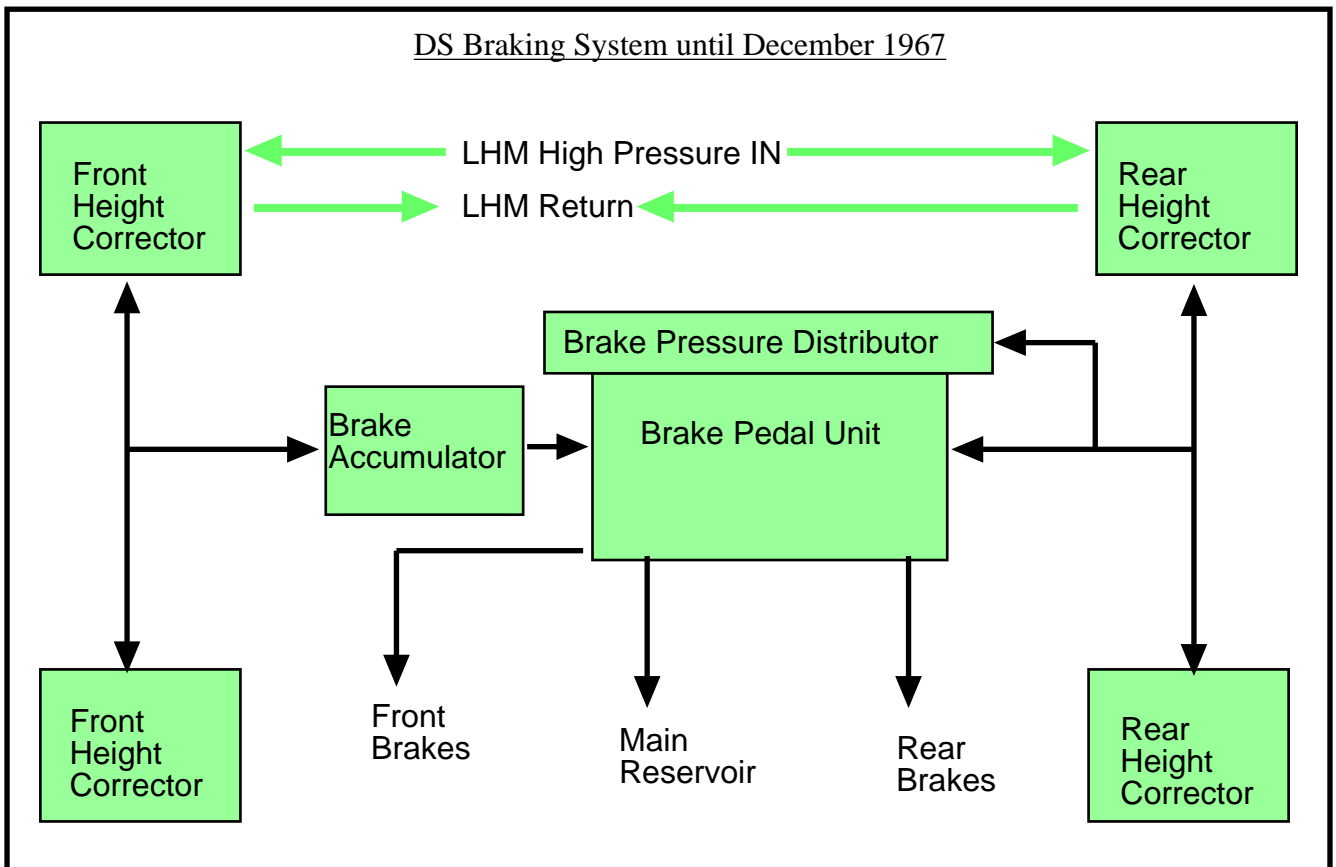 DS Braking System until December 1967
Front
Height
Corrector
LHM High Pressure IN
LHM Return
Rear
Height
Corrector
Brake Pressure Distributor
Brake
Accumulator
Brake Pedal Unit
Front
Height
Corrector
Front
Brakes
Main
Reservoir
Rear
Brakes
Rear
Height
Corrector